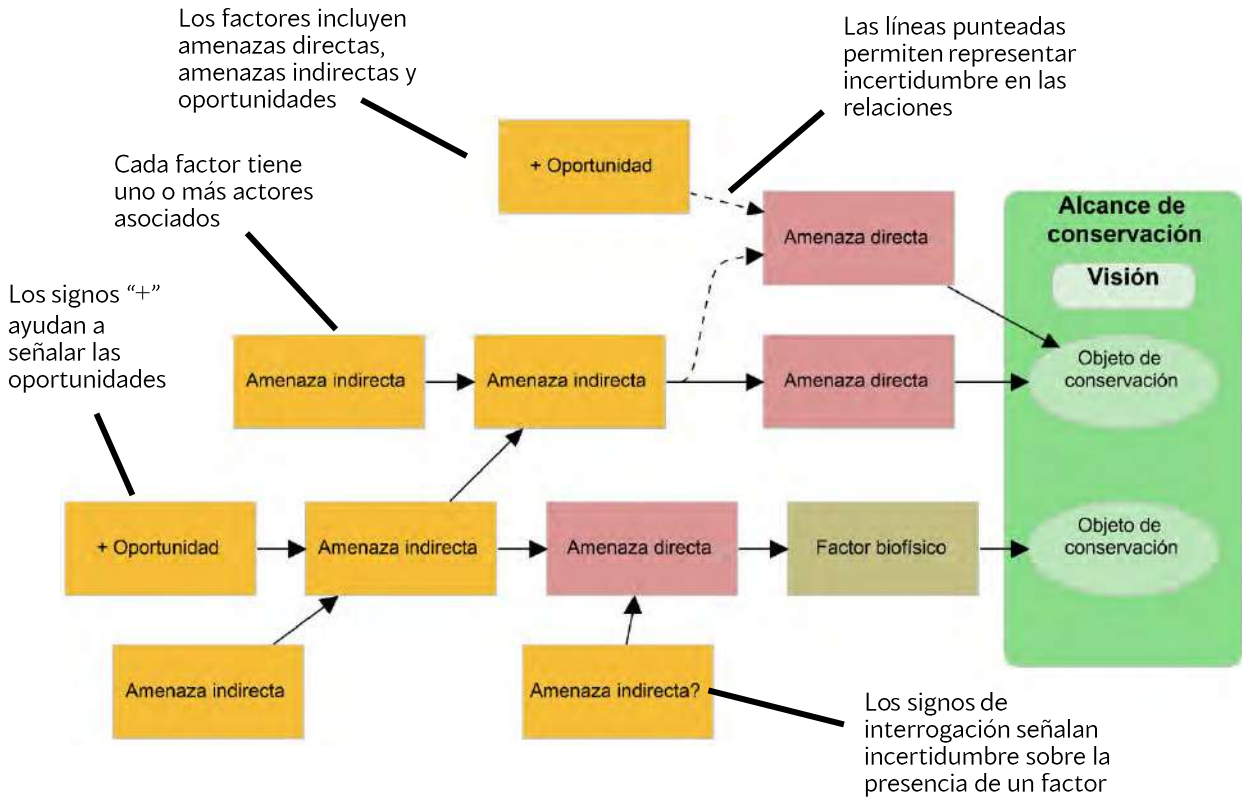 Los factores incluyen
amenazas directas,
amenazas indirectas y
oportunidades
Las líneas punteadas
permiten representar
incertidumbre en las
relaciones
Cada factor tiene
uno o más actores
asociados
+ Oportunidad
Amenaza directa
Alcance de
conservación
Visión
Los signos “+”
ayudan a
señalar las
oportunidades
Amenaza indirecta
Amenaza indirecta
Amenaza directa
Objeto de
conservación
+ Oportunidad
Amenaza indirecta
Amenaza directa
Factor biofísico
Objeto de
conservación
Amenaza indirecta
Amenaza indirecta?
Los signos de
interrogación señalan
incertidumbre sobre la
presencia de un factor